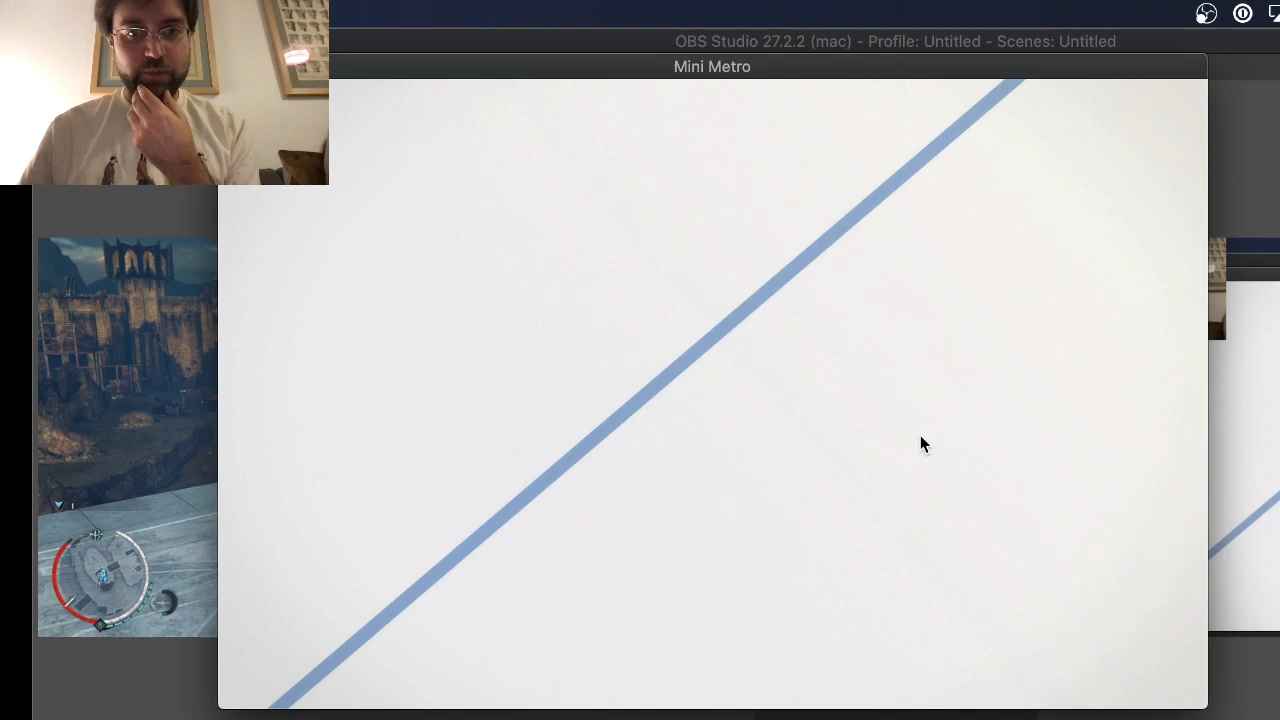 OBS Studio 27.2.2 (mac) - Profile: Untitled - Scenes: Untitled
Mini Metro